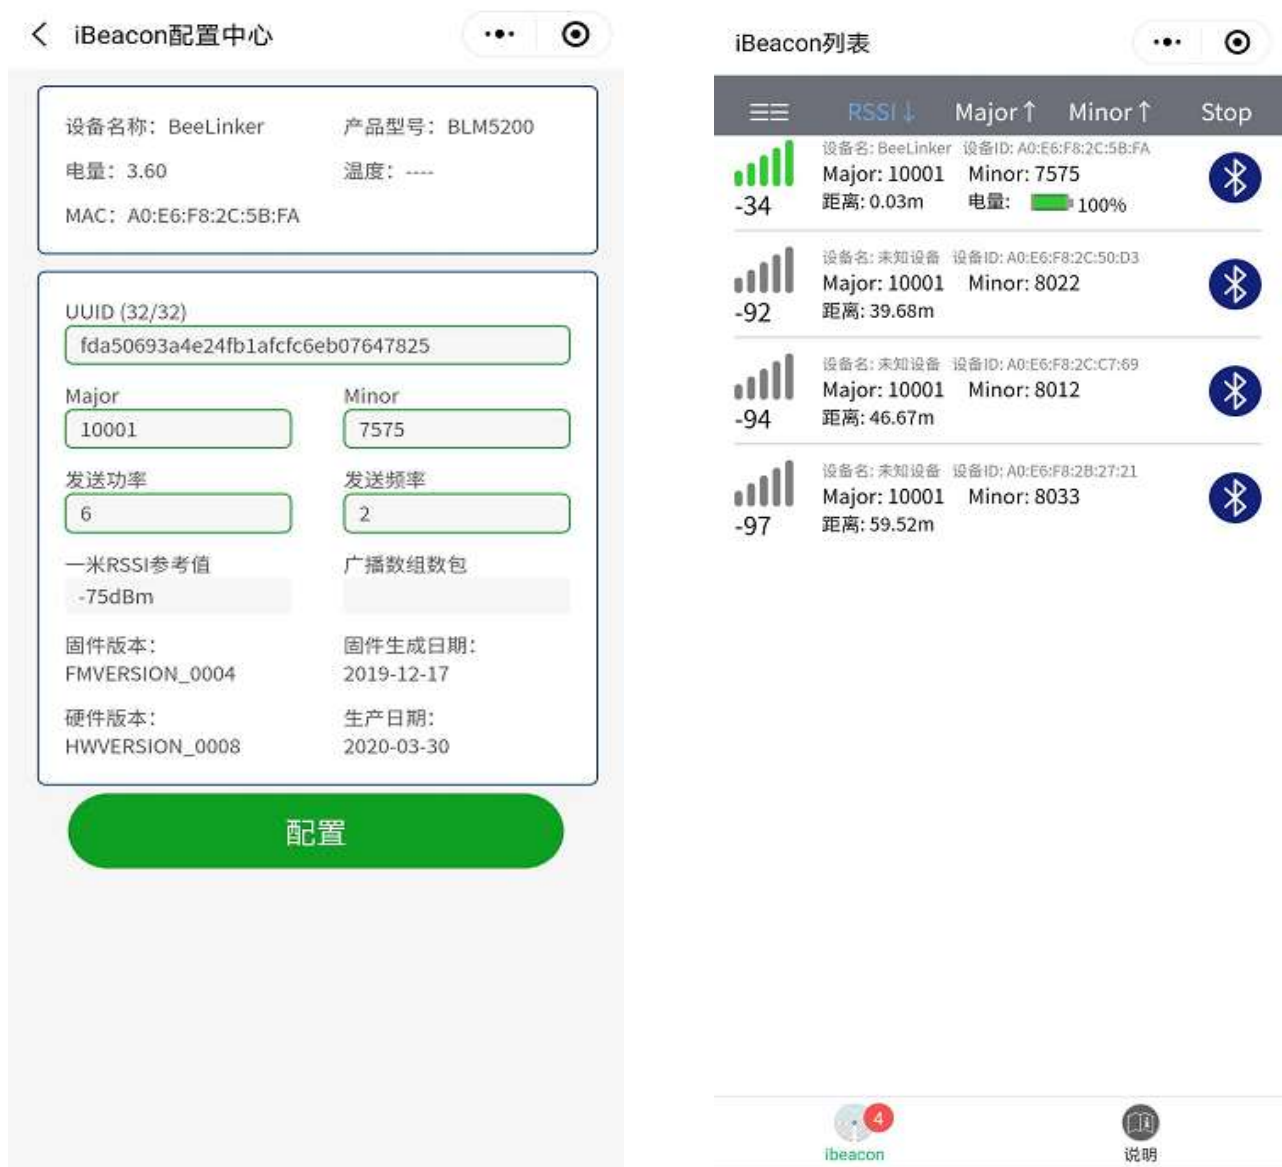 iBeacon配置中心
设备名称：BeeLinker 产品型号：BLM5200
电量：3.60 温度：----
MAC：A0:E6:F8:2C:5B:FA
UUID (32/32)
fda50693a4e24fb1afcfc6eb07647825
Major Minor
10001 7575
发送功率 发送频率
6 2
一米RSSI参考值 广播数组数包
-75dBm
固件版本： 固件生成日期：
FMVERSION_0004 2019-12-17
硬件版本： 生产日期：
HWVERSION_0008 2020-03-30
配置
iBeacon列表
RSSI↓ Major↑ Minor↑ Stop
设备名: BeeLinker 设备ID: A0:E6:F8:2C:5B:FA
Major: 10001 Minor: 7575
-34 距离: 0.03m 电量: 100%
设备名: 未知设备 设备ID: A0:E6:F8:2C:50:D3
Major: 10001 Minor: 8022
-92 距离: 39.68m
设备名: 未知设备 设备ID: A0:E6:F8:2C:C7:69
Major: 10001 Minor: 8012
-94 距离: 46.67m
设备名: 未知设备 设备ID: A0:E6:F8:2B:27:21
Major: 10001 Minor: 8033
-97 距离: 59.52m
4
ibeacon 说明